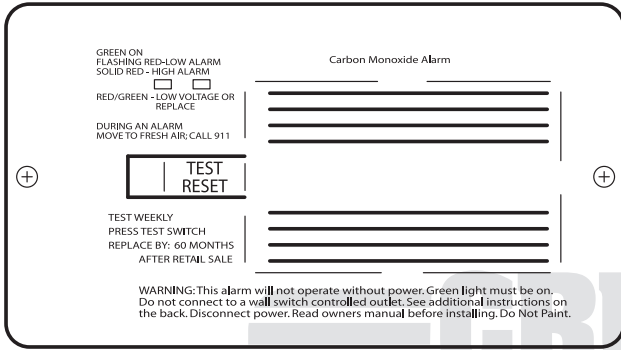 GREEN ON
FLASHING RED-LOW ALARM
SOLID RED - HIGH ALARM
RED/GREEN - LOW VOLTAGE OR
REPLACE
DURING AN ALARM
MOVE TO FRESH AIR; CALL 911
Carbon Monoxide Alarm
TEST
RESET
TEST WEEKLY
PRESS TEST SWITCH
REPLACE BY: 60 MONTHS
AFTER RETAIL SALE
WARNING: This alarm will not operate without power. Green light must be on.
Do not connect to a wall switch controlled outlet. See additional instructions on
the back. Disconnect power. Read owners manual before installing. Do Not Paint.